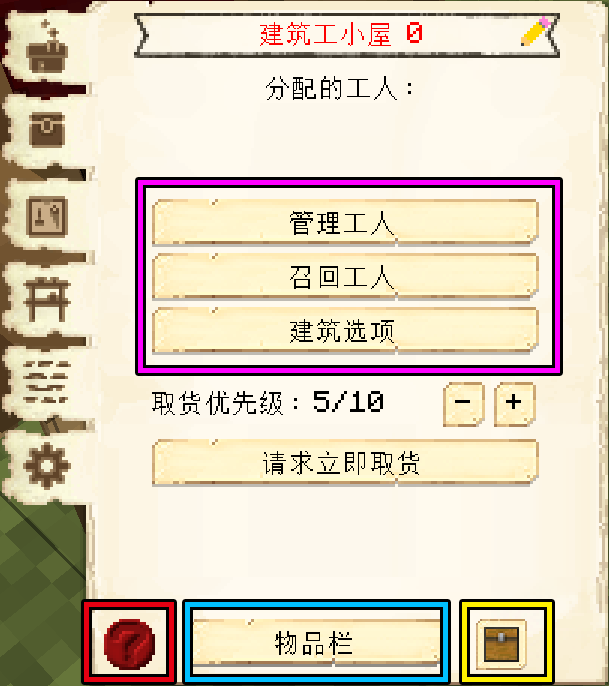 建筑工小屋 0
分配的工人：
管理工人
召回工人
建筑选项
取货优先级：5/10 - +
请求立即取货
?
物品栏